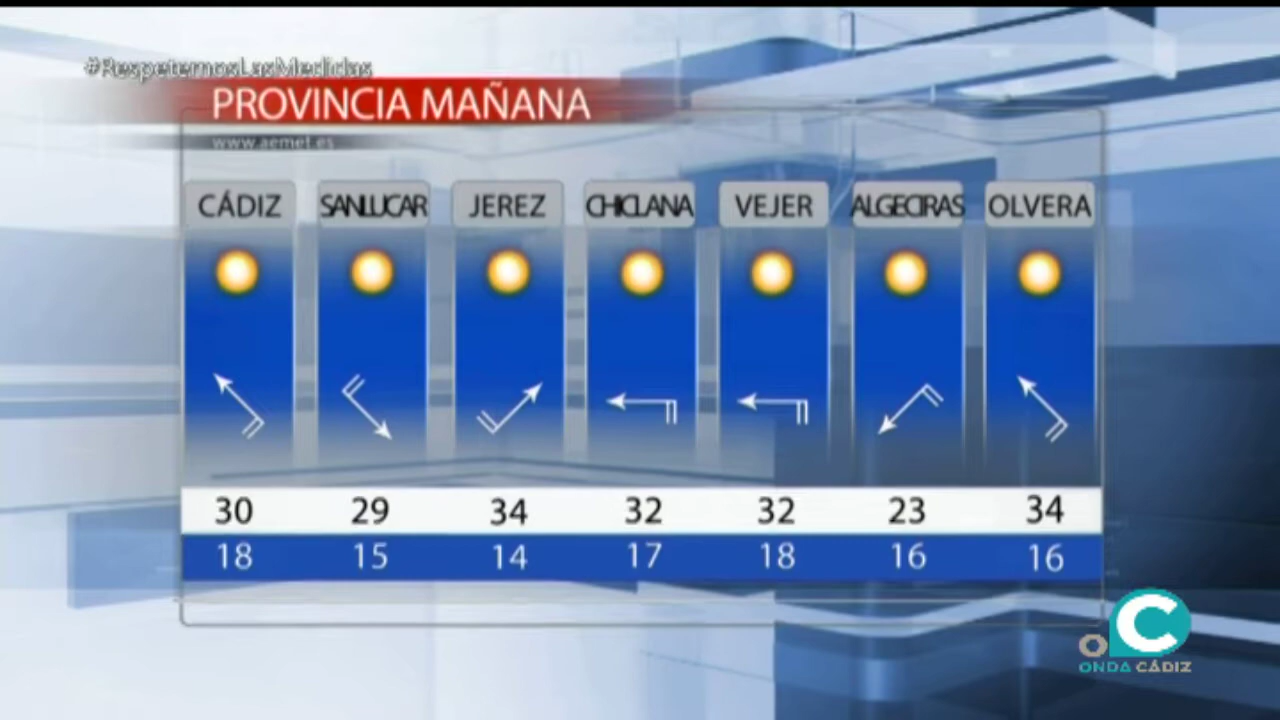 #RespetemosLasMedidas
PROVINCIA MAÑANA
www.aemet.es
CÁDIZ SANLUCAR JEREZ CHICLANA VEJER ALGECIRAS OLVERA
30 29 34 32 32 23 34
18 15 14 17 18 16 16
O C
ONDA CÁDIZ